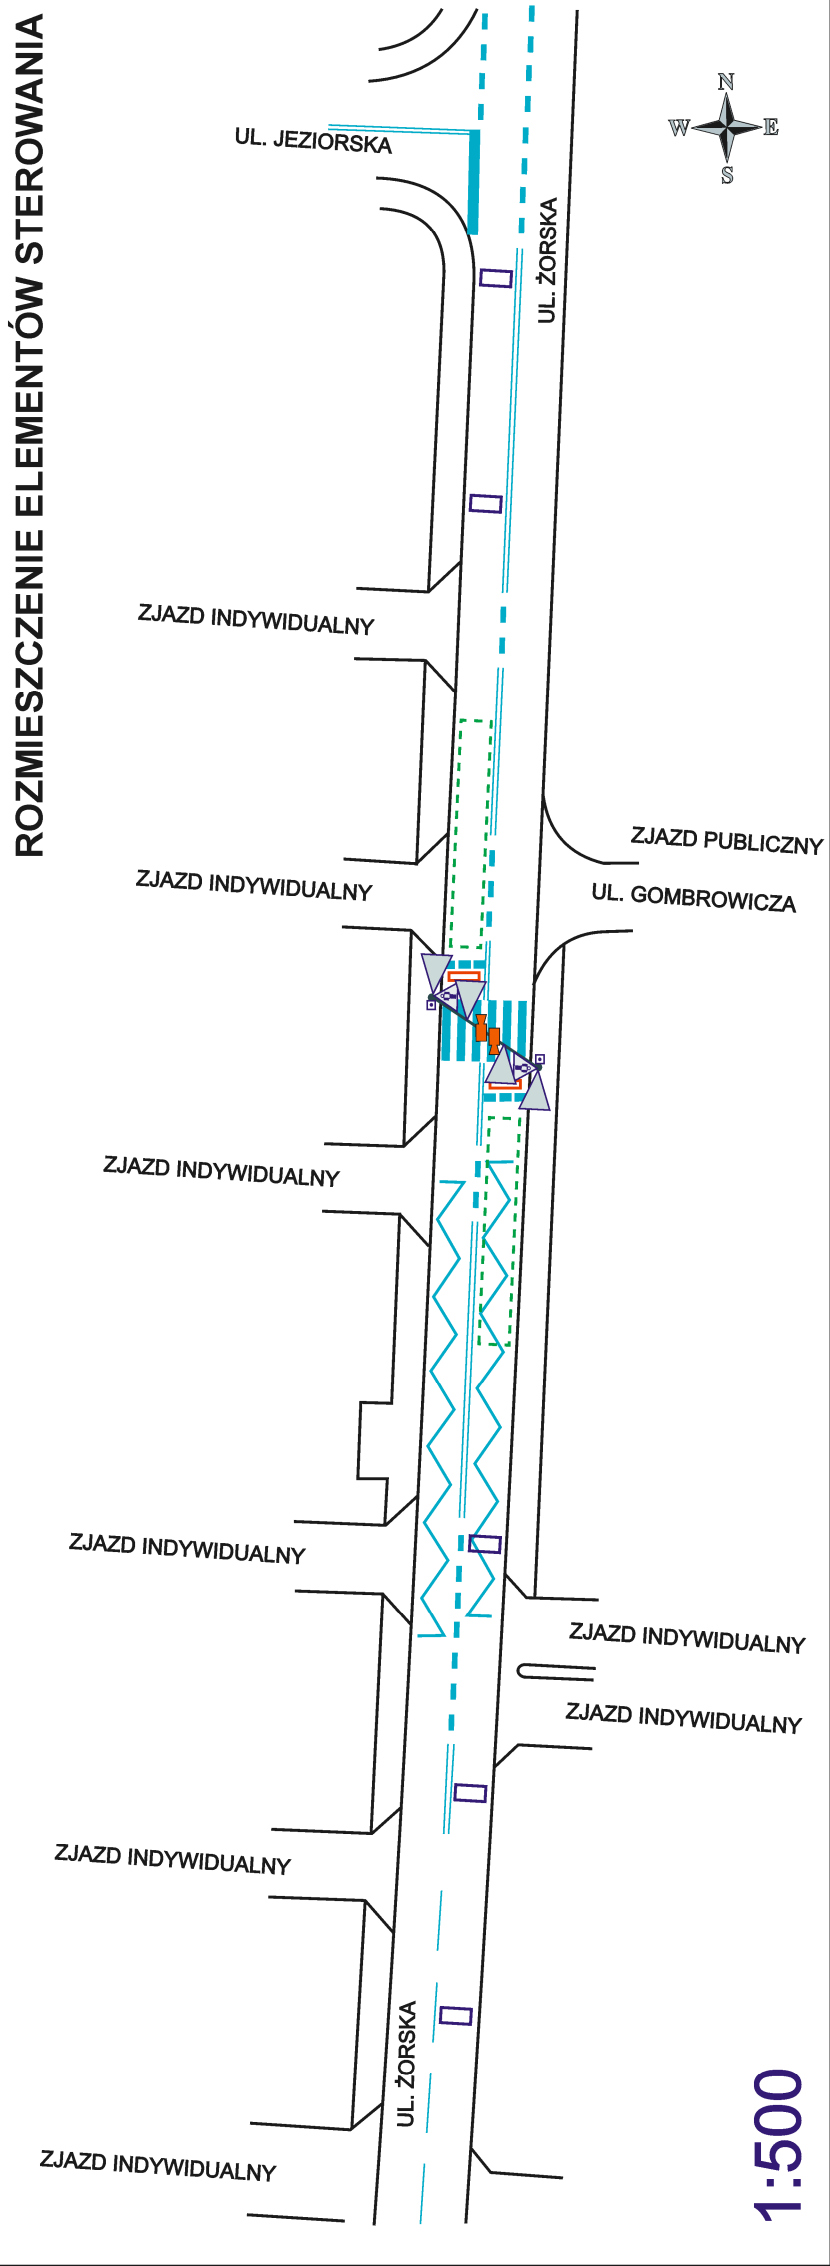 ROZMIESZCZENIE ELEMENTÓW STEROWANIA
N
W E
S
UL. JEZIORSKA
UL. ŻORSKA
ZJAZD INDYWIDUALNY
ZJAZD PUBLICZNY
ZJAZD INDYWIDUALNY
UL. GOMBROWICZA
ZJAZD INDYWIDUALNY
ZJAZD INDYWIDUALNY
ZJAZD INDYWIDUALNY
ZJAZD INDYWIDUALNY
ZJAZD INDYWIDUALNY
UL. ŻORSKA
ZJAZD INDYWIDUALNY
1:500